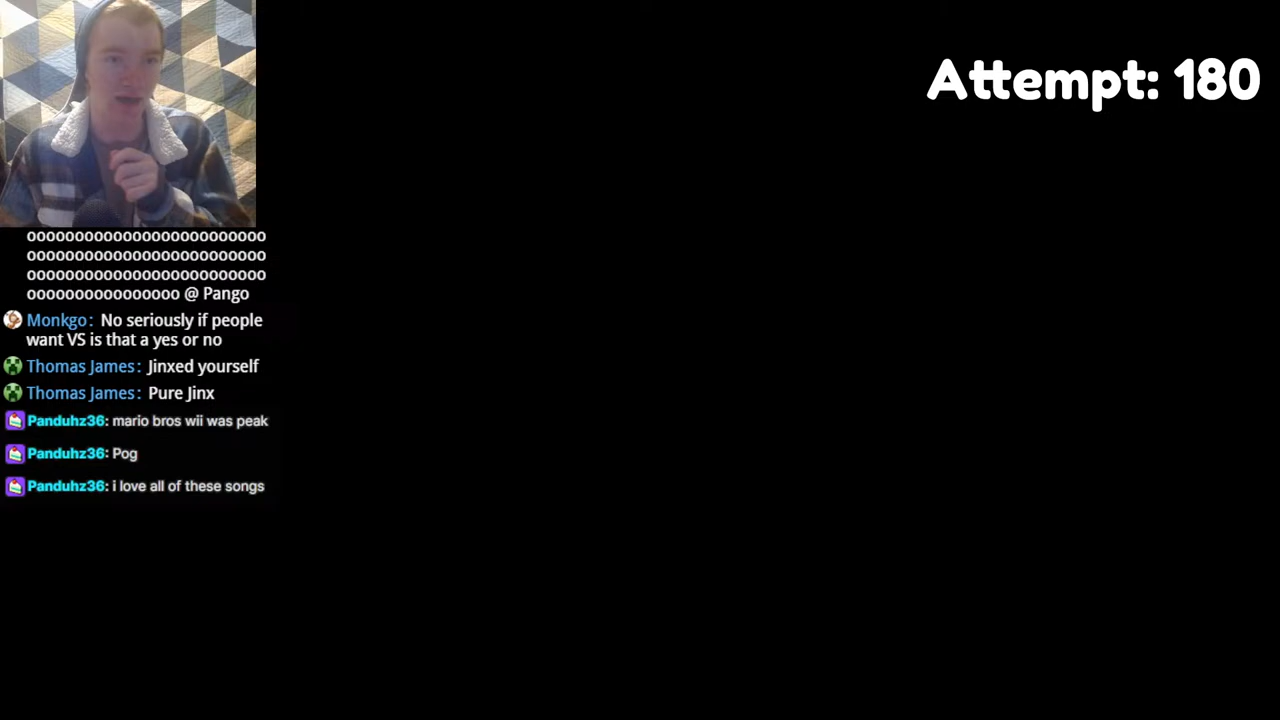 Attempt: 180
oooooooooooooooooooooooooo
oooooooooooooooooooooooooo
oooooooooooooooooooooooooo
oooooooooooooooo @ Pango
Monkgo: No seriously if people
want VS is that a yes or no
Thomas James: Jinxed yourself
Thomas James: Pure Jinx
Panduhz36: mario bros wii was peak
Panduhz36: Pog
Panduhz36: i love all of these songs